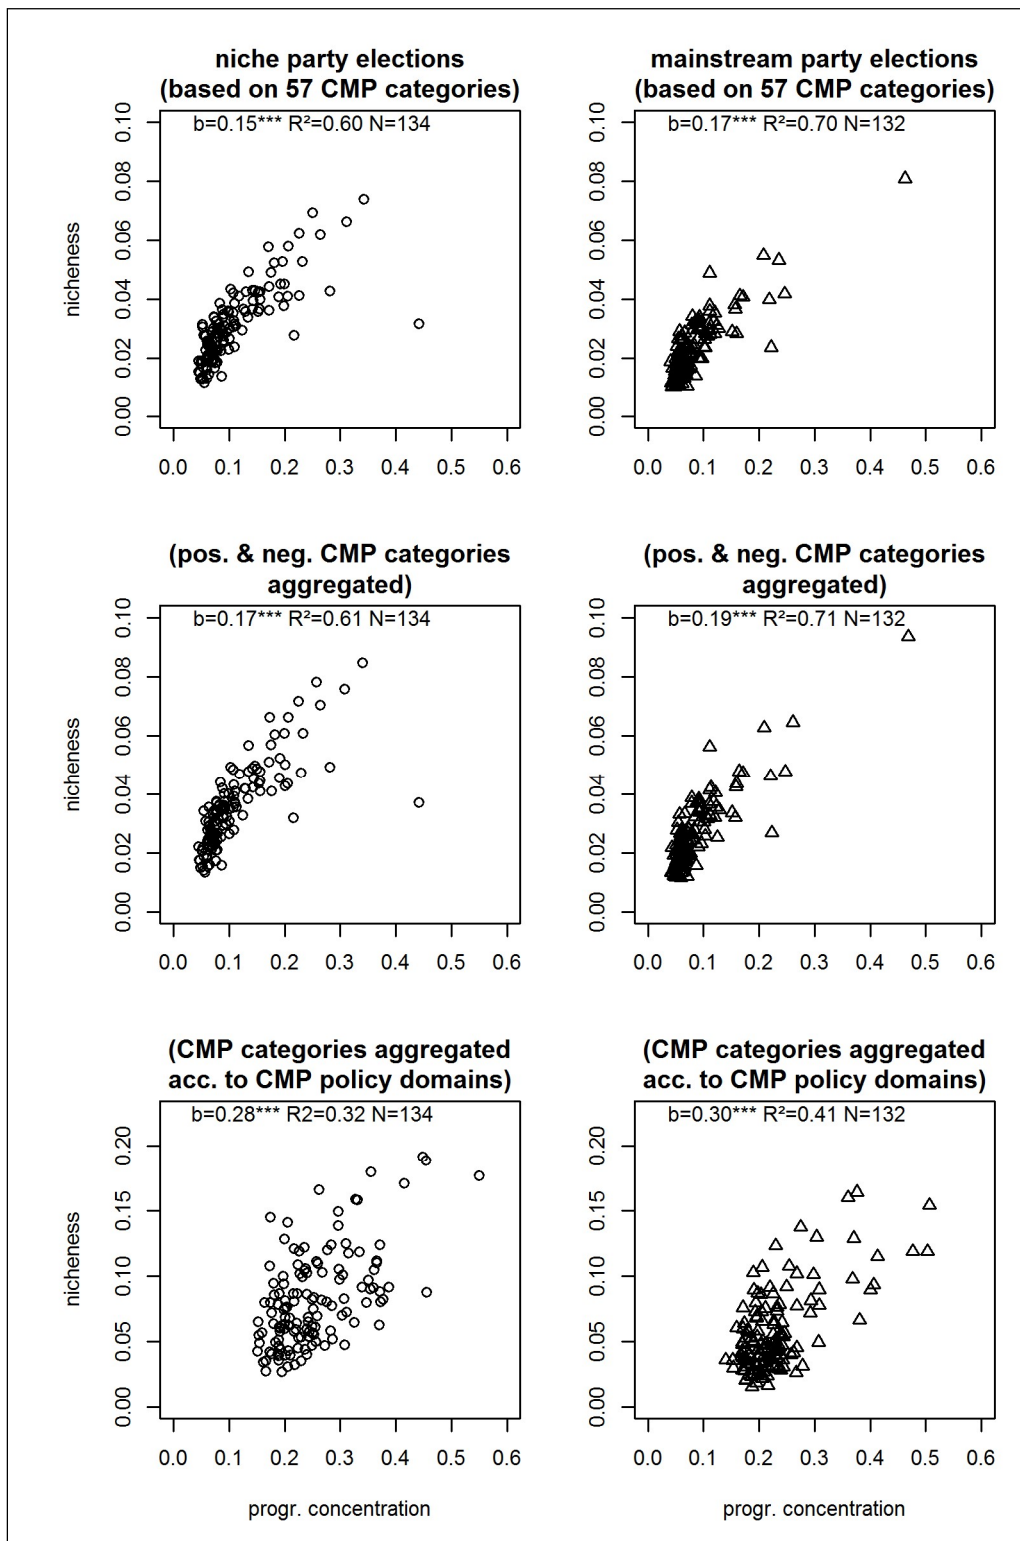 niche party elections
(based on 57 CMP categories)
b=0.15*** R²=0.60 N=134
nicheness
0.00 0.02 0.04 0.06 0.08 0.10
0.0 0.1 0.2 0.3 0.4 0.5 0.6
mainstream party elections
(based on 57 CMP categories)
b=0.17*** R²=0.70 N=132
0.00 0.02 0.04 0.06 0.08 0.10
0.0 0.1 0.2 0.3 0.4 0.5 0.6
(pos. & neg. CMP categories
aggregated)
b=0.17*** R²=0.61 N=134
nicheness
0.00 0.02 0.04 0.06 0.08 0.10
0.0 0.1 0.2 0.3 0.4 0.5 0.6
(pos. & neg. CMP categories
aggregated)
b=0.19*** R²=0.71 N=132
0.00 0.02 0.04 0.06 0.08 0.10
0.0 0.1 0.2 0.3 0.4 0.5 0.6
(CMP categories aggregated
acc. to CMP policy domains)
b=0.28*** R2=0.32 N=134
nicheness
0.00 0.05 0.10 0.15 0.20
0.0 0.1 0.2 0.3 0.4 0.5 0.6
progr. concentration
(CMP categories aggregated
acc. to CMP policy domains)
b=0.30*** R²=0.41 N=132
0.00 0.05 0.10 0.15 0.20
0.0 0.1 0.2 0.3 0.4 0.5 0.6
progr. concentration